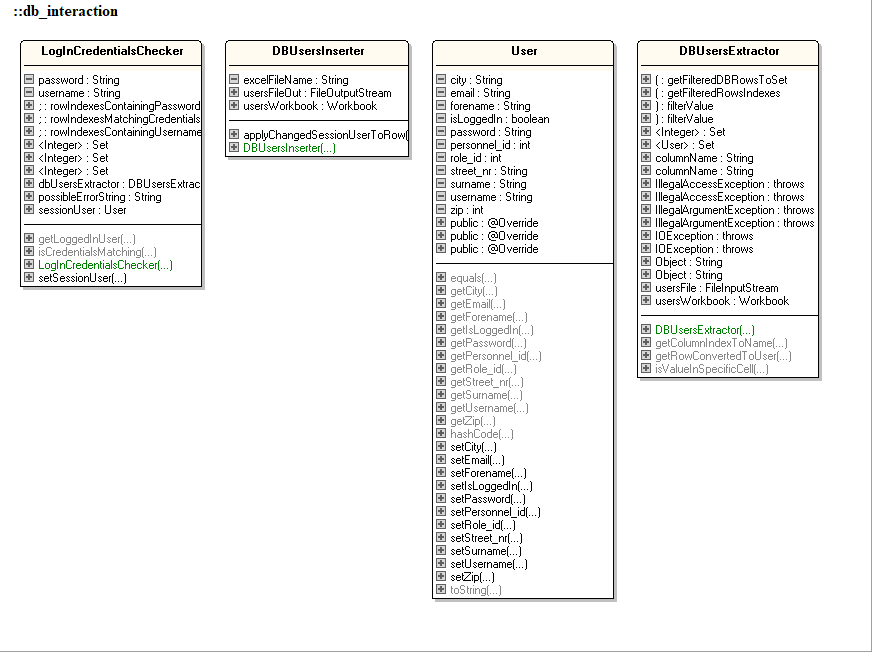 ::db_interaction
LogInCredentialsChecker
password : String
username : String
; : rowIndexesContainingPassword
; : rowIndexesMatchingCredentials
; : rowIndexesContainingUsername
<Integer> : Set
<Integer> : Set
<Integer> : Set
dbUsersExtractor : DBUsersExtrac
possibleErrorString : String
sessionUser : User
getLoggedInUser(...)
isCredentialsMatching(...)
LogInCredentialsChecker(...)
setSessionUser(...)
DBUsersInserter
excelFileName : String
usersFileOut : FileOutputStream
usersWorkbook : Workbook
applyChangedSessionUserToRow(
DBUsersInserter(...)
User
city : String
email : String
forename : String
isLoggedIn : boolean
password : String
personnel_id : int
role_id : int
street_nr : String
surname : String
username : String
zip : int
public : @Override
public : @Override
public : @Override
equals(...)
getCity(...)
getEmail(...)
getForename(...)
getIsLoggedIn(...)
getPassword(...)
getPersonnel_id(...)
getRole_id(...)
getStreet_nr(...)
getSurname(...)
getUsername(...)
getZip(...)
hashCode(...)
setCity(...)
setEmail(...)
setForename(...)
setIsLoggedIn(...)
setPassword(...)
setPersonnel_id(...)
setRole_id(...)
setStreet_nr(...)
setSurname(...)
setUsername(...)
setZip(...)
toString(...)
DBUsersExtractor
( : getFilteredDBRowsToSet
( : getFilteredRowsIndexes
) : filterValue
) : filterValue
<Integer> : Set
<User> : Set
columnName : String
columnName : String
IllegalAccessException : throws
IllegalAccessException : throws
IllegalArgumentException : throws
IllegalArgumentException : throws
IOException : throws
IOException : throws
Object : String
Object : String
usersFile : FileInputStream
usersWorkbook : Workbook
DBUsersExtractor(...)
getColumnIndexToName(...)
getRowConvertedToUser(...)
isValueInSpecificCell(...)